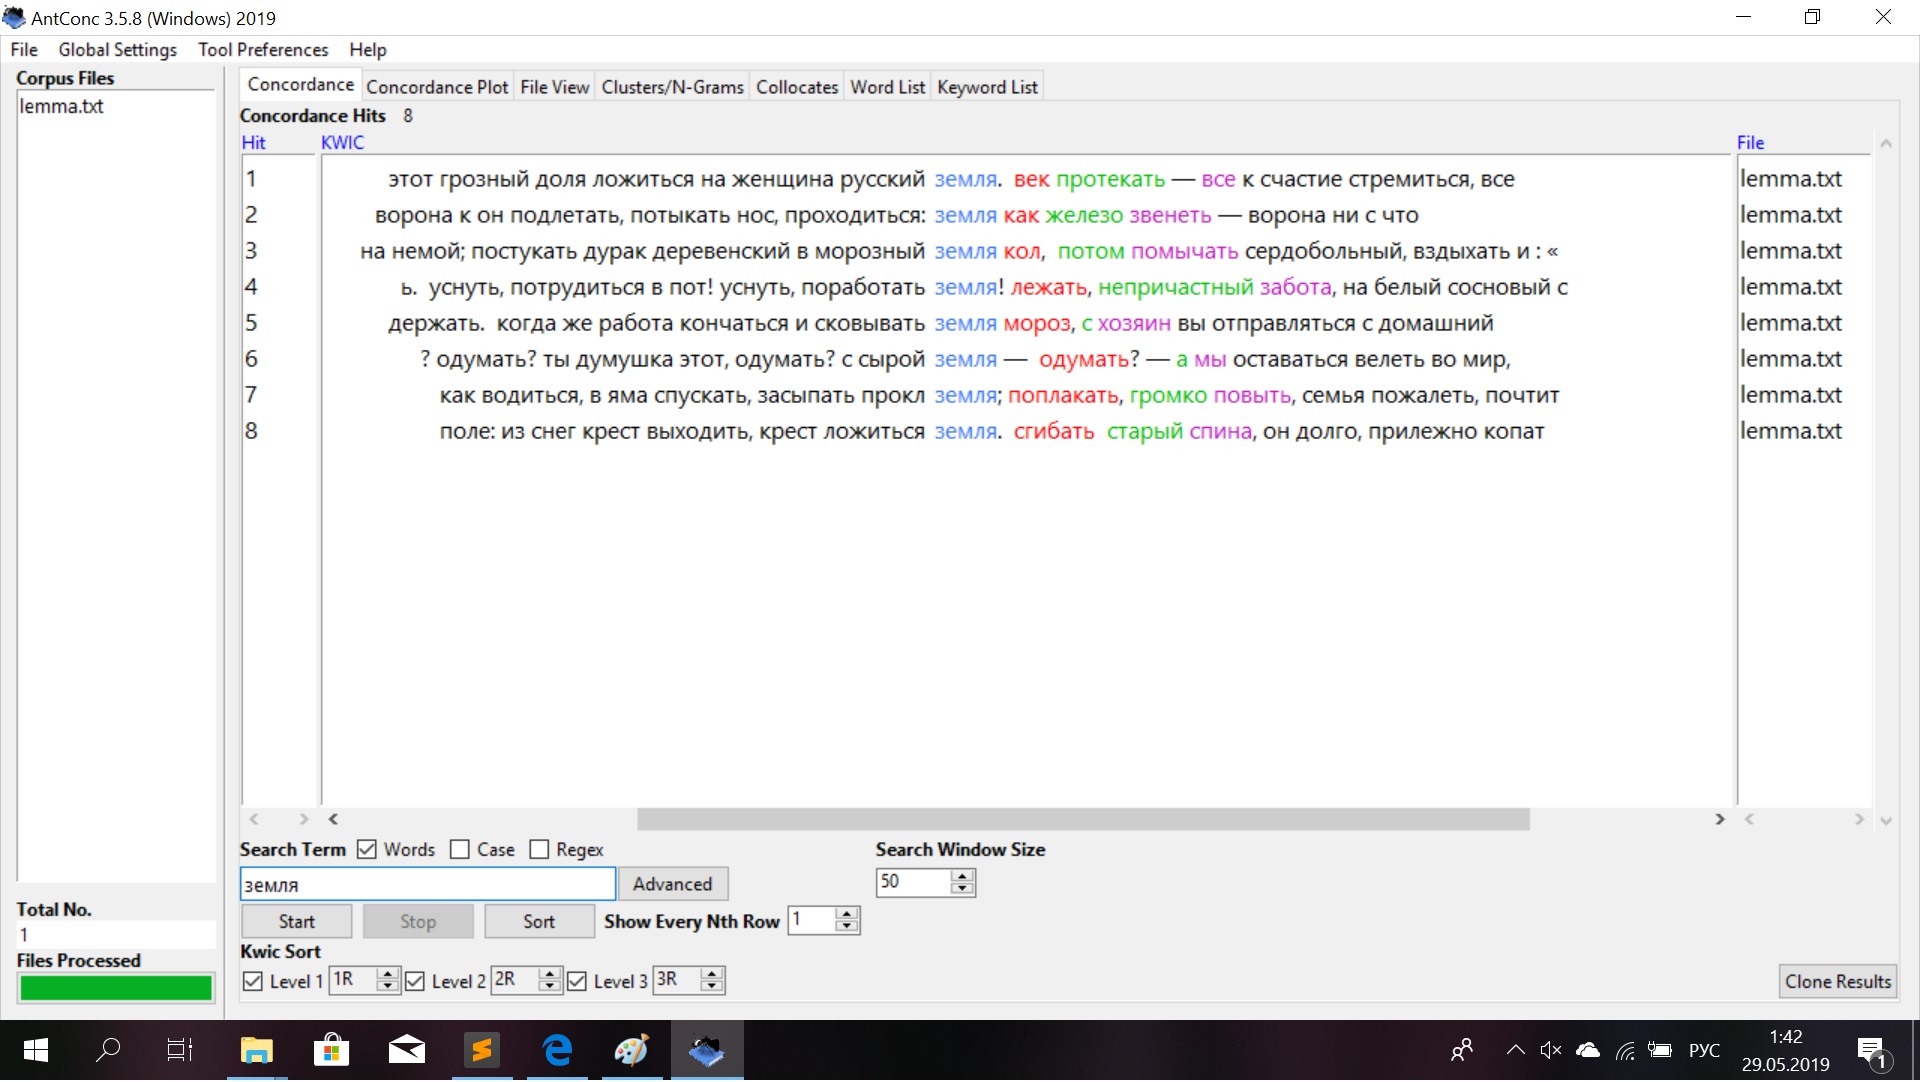 AntConc 3.5.8 (Windows) 2019
File Global Settings Tool Preferences Help
Corpus Files
lemma.txt
Concordance Concordance Plot File View Clusters/N-Grams Collocates Word List Keyword List
Concordance Hits 8
Hit KWIC File
1 этот грозный доля ложиться на женщина русский земля. век протекать — все к счастие стремиться, все lemma.txt
2 ворона к он подлетать, потыкать нос, проходиться: земля как железо звенеть — ворона ни с что lemma.txt
3 на немой; постукать дурак деревенский в морозный земля кол, потом помычать сердобольный, вздыхать и : « lemma.txt
4 ь. уснуть, потрудиться в пот! уснуть, поработать земля! лежать, непричастный забота, на белый сосновый с lemma.txt
5 держать. когда же работа кончаться и сковывать земля мороз, с хозяин вы отправляться с домашний lemma.txt
6 ? одумать? ты думушка этот, одумать? с сырой земля — одумать? — а мы оставаться велеть во мир, lemma.txt
7 как водиться, в яма спускать, засыпать прокл земля; поплакать, громко повыть, семья пожалеть, почтит lemma.txt
8 поле: из снег крест выходить, крест ложиться земля. сгибать старый спина, он долго, прилежно копат lemma.txt
Search Term Words Case Regex Search Window Size
земля Advanced 50
Start Stop Sort Show Every Nth Row 1
Kwic Sort
Level 1 1R Level 2 2R Level 3 3R Clone Results
Total No.
1
Files Processed
РУС 1:42
29.05.2019
1